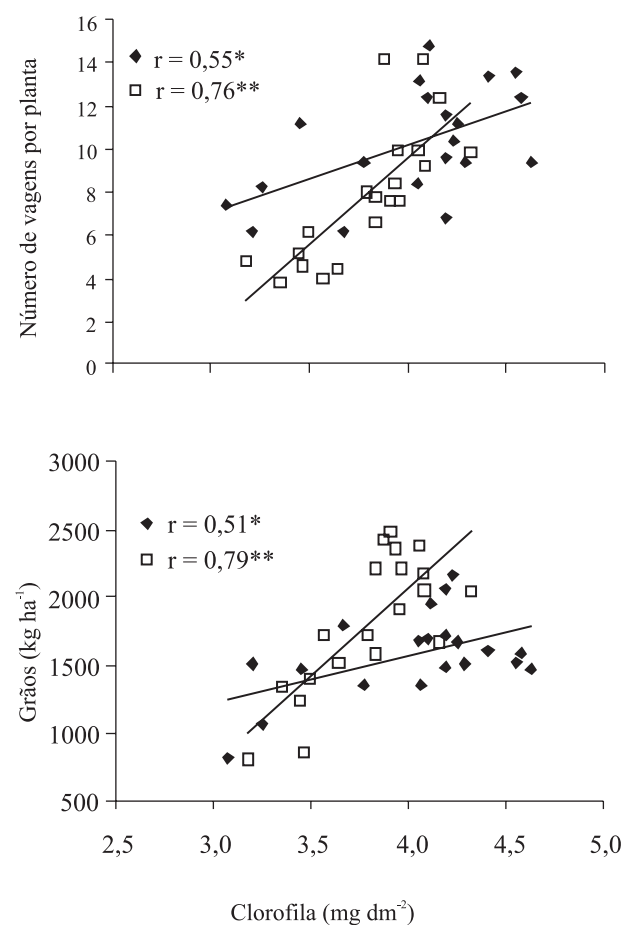 16
14
12
10
8
6
4
2
0
Número de vagens por planta
r = 0,55*
r = 0,76**
3000
2500
2000
1500
1000
500
Grãos (kg ha⁻¹)
r = 0,51*
r = 0,79**
2,5 3,0 3,5 4,0 4,5 5,0
Clorofila (mg dm⁻²)